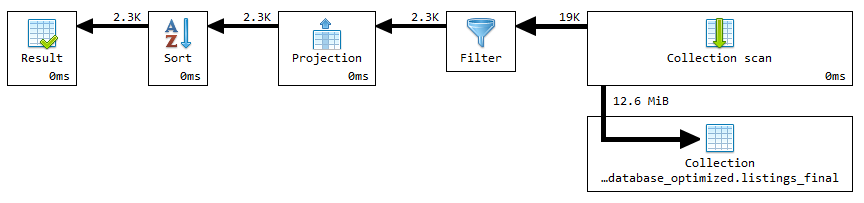 2.3K
2.3K
2.3K
19K
Result
0ms
A
Z
Sort
0ms
Projection
0ms
Filter
Collection scan
0ms
12.6 MiB
Collection
…database_optimized.listings_final